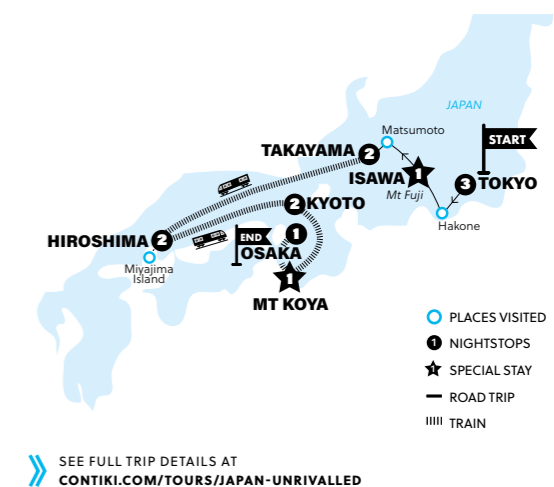 JAPAN
Matsumoto
START
TAKAYAMA
2
ISAWA
1
3
TOKYO
Mt Fuji
2
KYOTO
Hakone
HIROSHIMA
2
END
1
OSAKA
Miyajima
Island
1
MT KOYA
PLACES VISITED
1 NIGHTSTOPS
1 SPECIAL STAY
ROAD TRIP
TRAIN
SEE FULL TRIP DETAILS AT
CONTIKI.COM/TOURS/JAPAN-UNRIVALLED